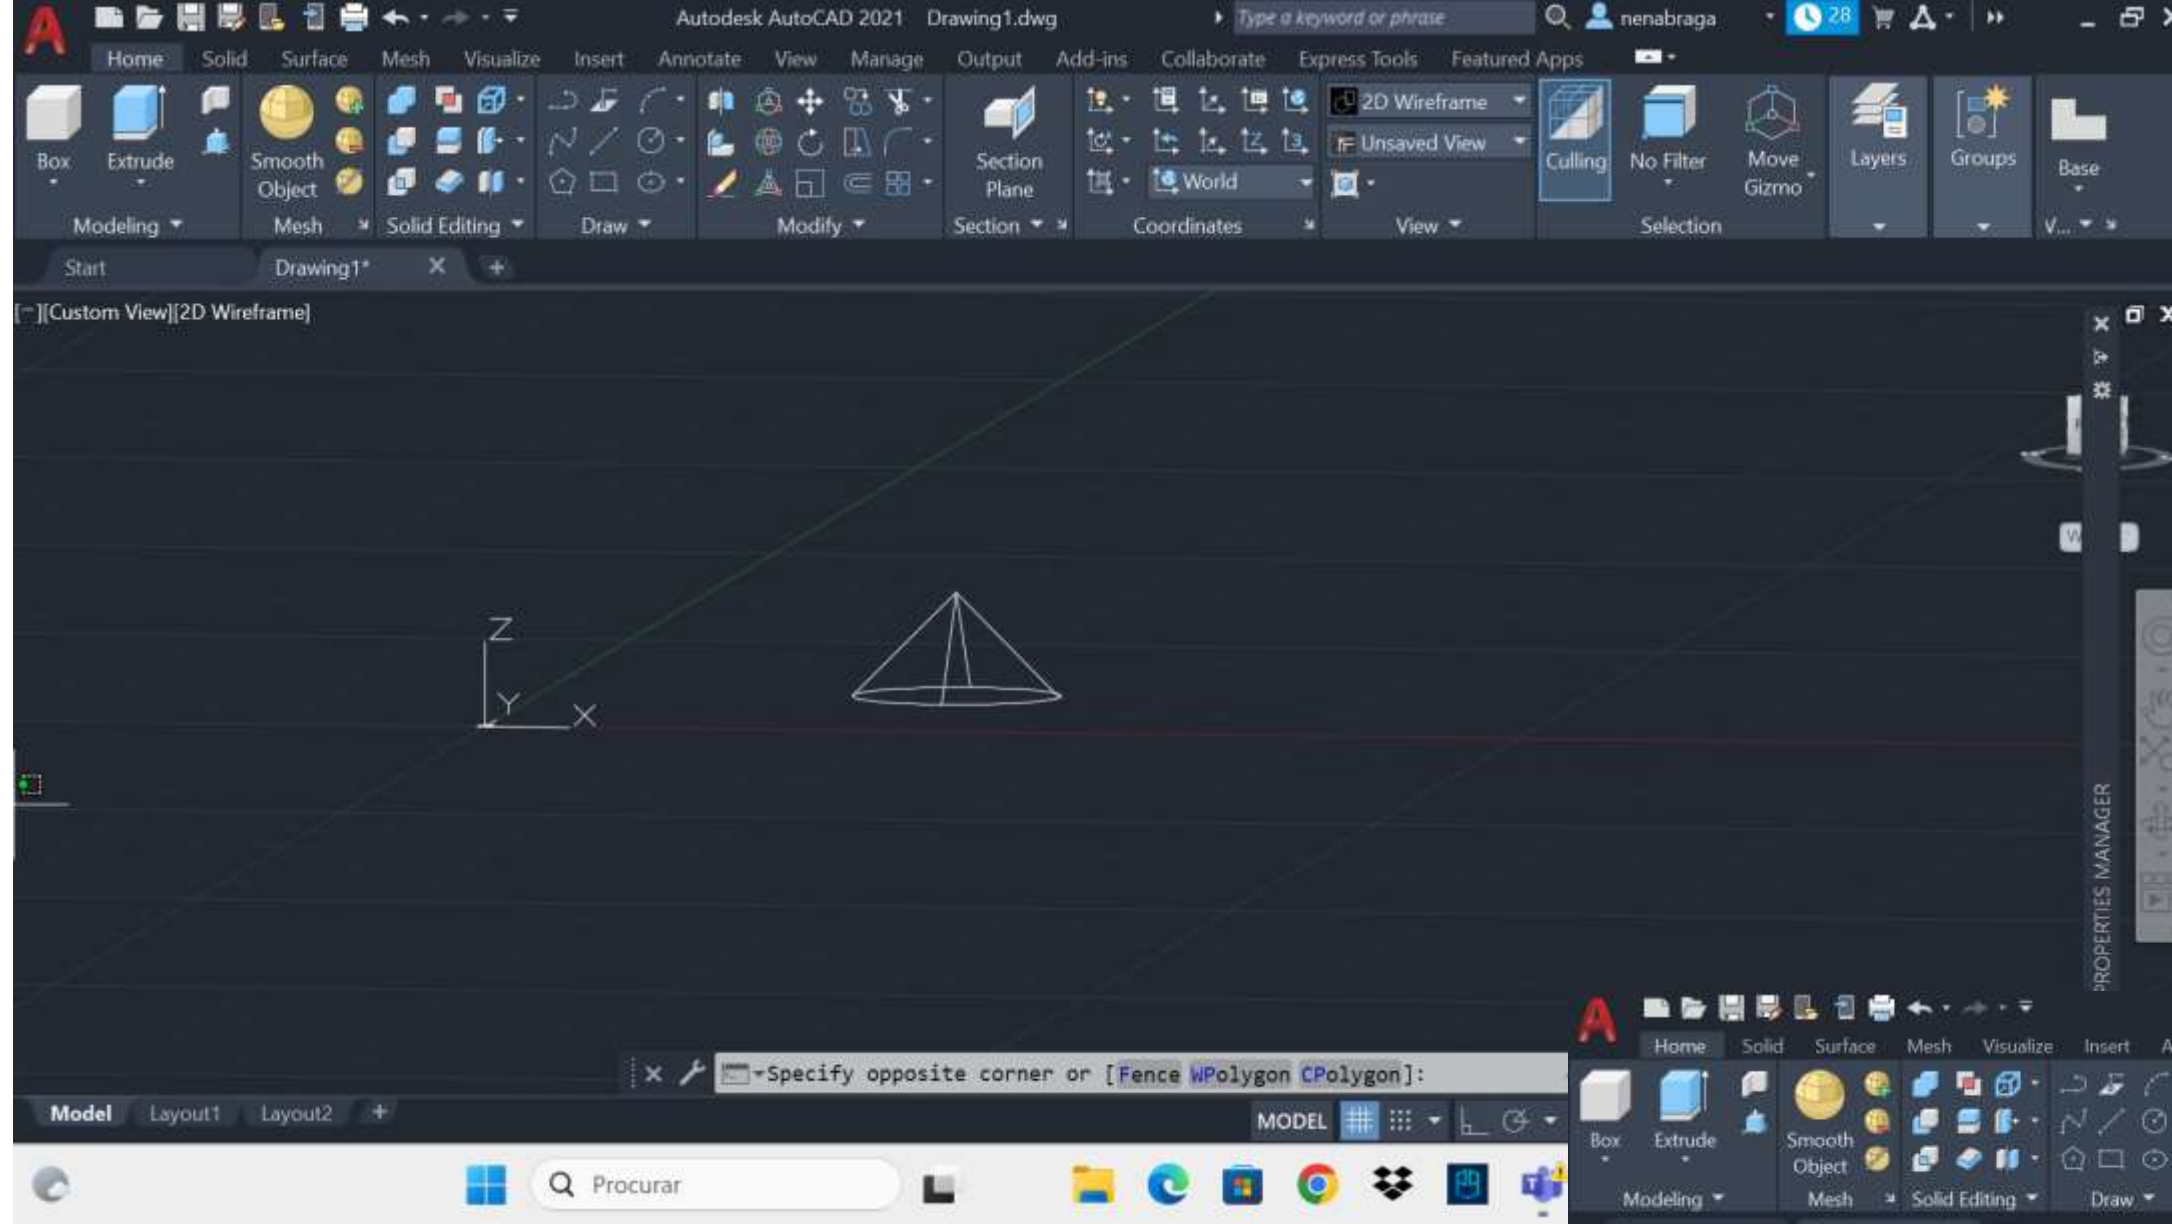 Autodesk AutoCAD 2021 Drawing1.dwg Type a keyword or phrase nenabraga 28
Home Solid Surface Mesh Visualize Insert Annotate View Manage Output Add-ins Collaborate Express Tools Featured Apps
2D Wireframe
Unsaved View
World
Box Extrude Smooth Object Section Plane Culling No Filter Move Gizmo Layers Groups Base
Modeling Mesh Solid Editing Draw Modify Section Coordinates View Selection V...
Start Drawing1*
[-][Custom View][2D Wireframe]
W
Z
Y
X
PROPERTIES MANAGER
Specify opposite corner or [Fence WPolygon CPolygon]:
Model Layout1 Layout2
MODEL
Procurar
Home Solid Surface Mesh Visualize Insert A
Box Extrude Smooth Object
Modeling Mesh Solid Editing Draw